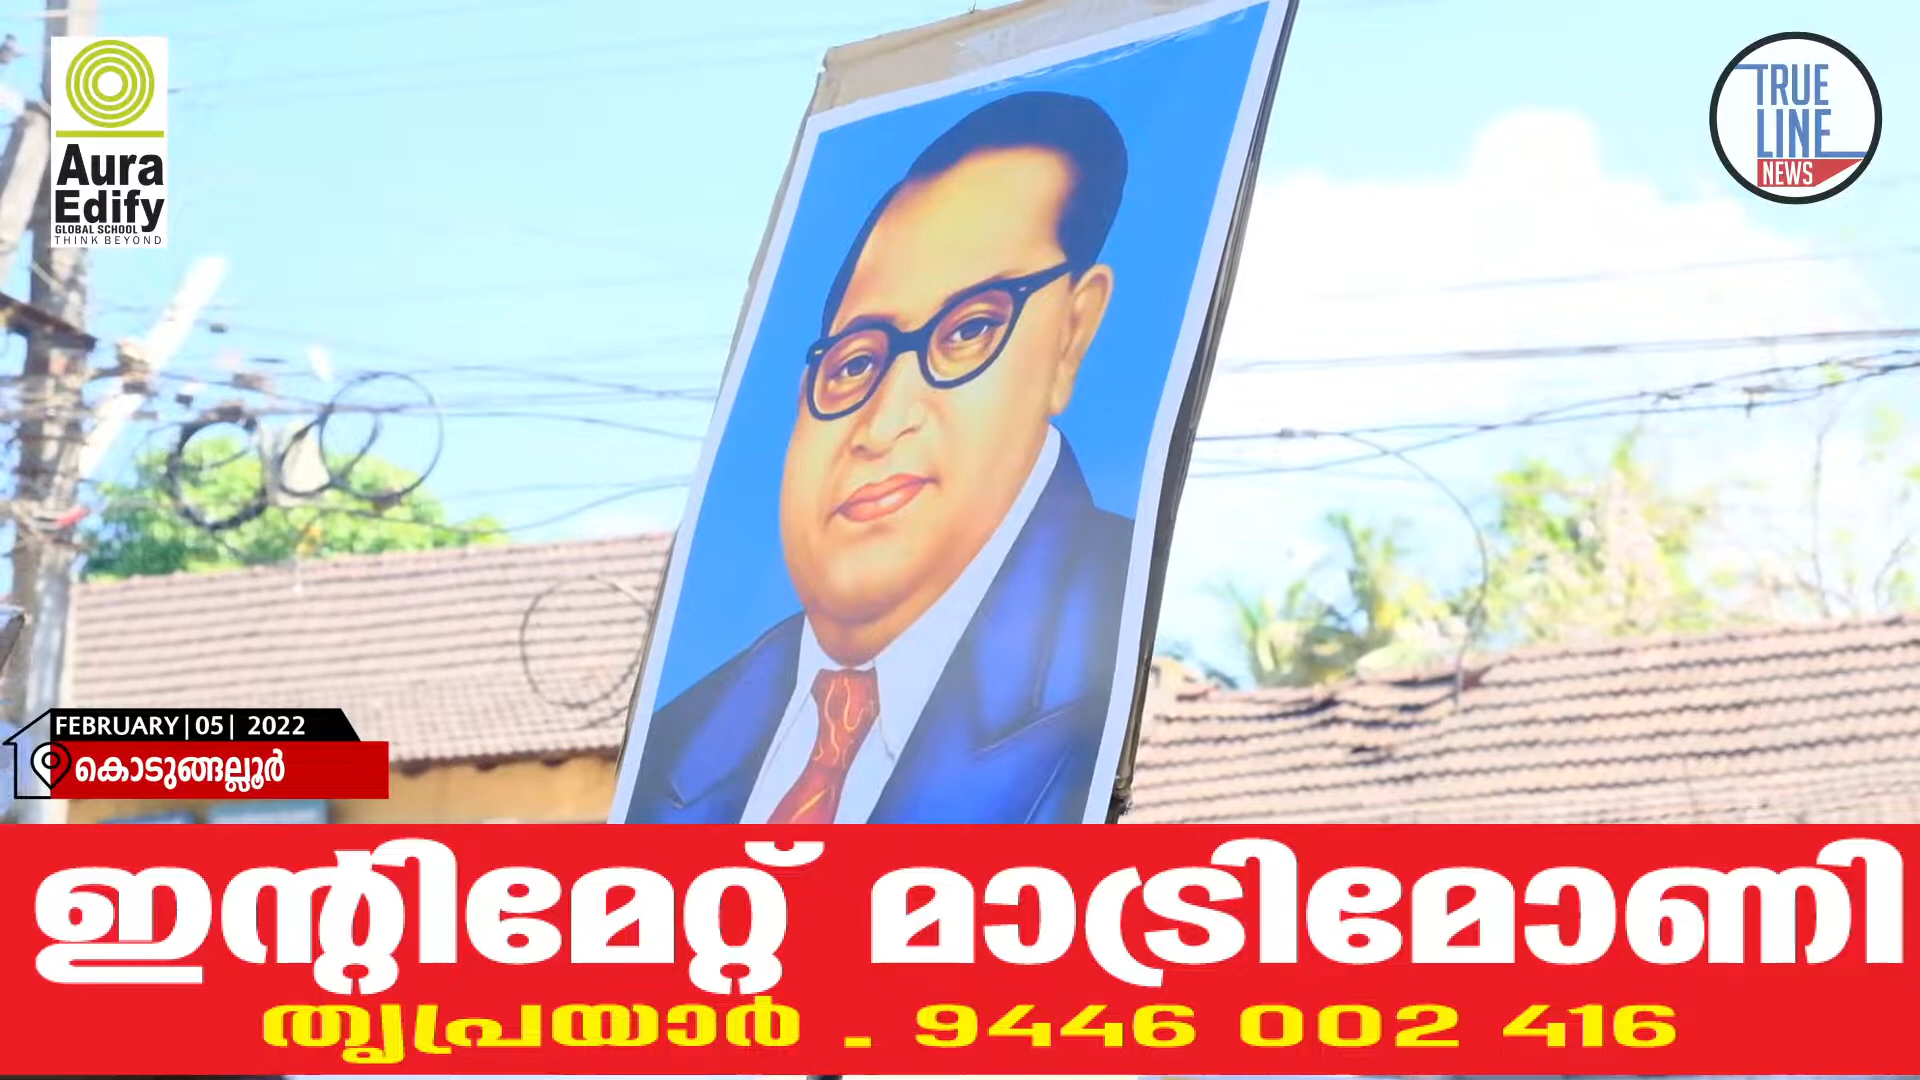 Aura
Edify
GLOBAL SCHOOL
THINK BEYOND
TRUE
LINE
NEWS
FEBRUARY|05| 2022
കൊടുങ്ങല്ലൂർ
ഇന്റിമേറ്റ് മാട്രിമോണി
തൃപ്രയാർ . 9446 002 416